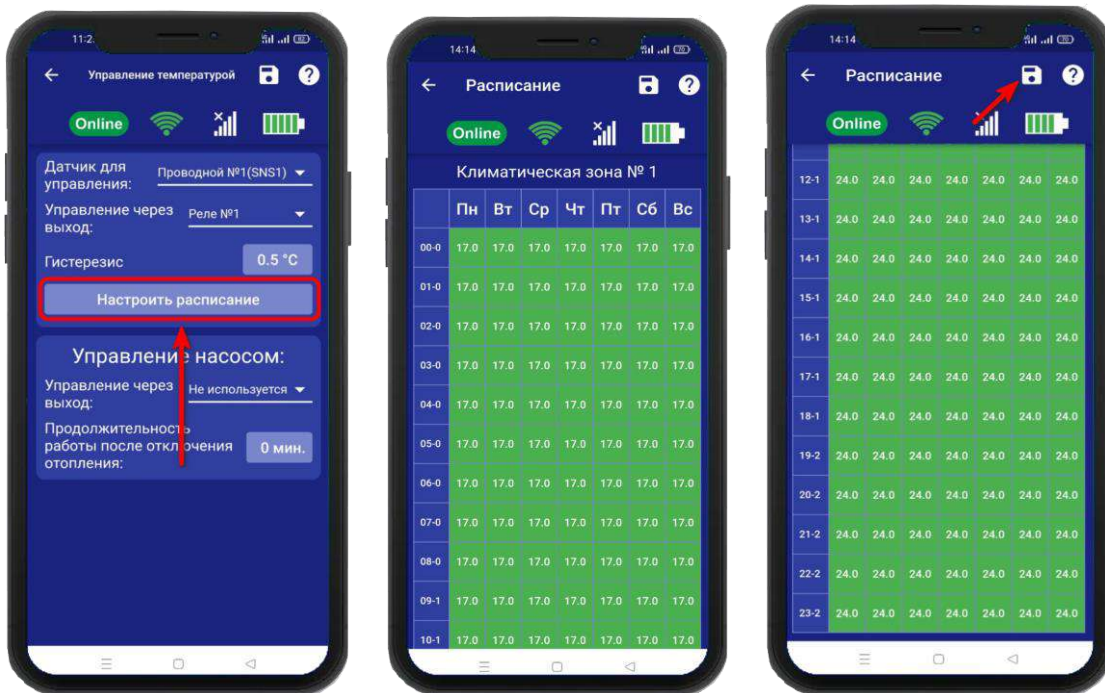 11:2
Управление температурой
Online
Датчик для
управления:
Проводной №1(SNS1)
Управление через
выход:
Реле №1
Гистерезис
0.5 °C
Настроить расписание
Управление насосом:
Управление через
выход:
Не используется
Продолжительность
работы после отключения
отопления:
0 мин.
14:14
Расписание
Online
Климатическая зона № 1
Пн Вт Ср Чт Пт Сб Вс
00-0 17.0 17.0 17.0 17.0 17.0 17.0 17.0
01-0 17.0 17.0 17.0 17.0 17.0 17.0 17.0
02-0 17.0 17.0 17.0 17.0 17.0 17.0 17.0
03-0 17.0 17.0 17.0 17.0 17.0 17.0 17.0
04-0 17.0 17.0 17.0 17.0 17.0 17.0 17.0
05-0 17.0 17.0 17.0 17.0 17.0 17.0 17.0
06-0 17.0 17.0 17.0 17.0 17.0 17.0 17.0
07-0 17.0 17.0 17.0 17.0 17.0 17.0 17.0
08-0 17.0 17.0 17.0 17.0 17.0 17.0 17.0
09-1 17.0 17.0 17.0 17.0 17.0 17.0 17.0
10-1 17.0 17.0 17.0 17.0 17.0 17.0 17.0
14:14
Расписание
Online
12-1 24.0 24.0 24.0 24.0 24.0 24.0 24.0
13-1 24.0 24.0 24.0 24.0 24.0 24.0 24.0
14-1 24.0 24.0 24.0 24.0 24.0 24.0 24.0
15-1 24.0 24.0 24.0 24.0 24.0 24.0 24.0
16-1 24.0 24.0 24.0 24.0 24.0 24.0 24.0
17-1 24.0 24.0 24.0 24.0 24.0 24.0 24.0
18-1 24.0 24.0 24.0 24.0 24.0 24.0 24.0
19-2 24.0 24.0 24.0 24.0 24.0 24.0 24.0
20-2 24.0 24.0 24.0 24.0 24.0 24.0 24.0
21-2 24.0 24.0 24.0 24.0 24.0 24.0 24.0
22-2 24.0 24.0 24.0 24.0 24.0 24.0 24.0
23-2 24.0 24.0 24.0 24.0 24.0 24.0 24.0